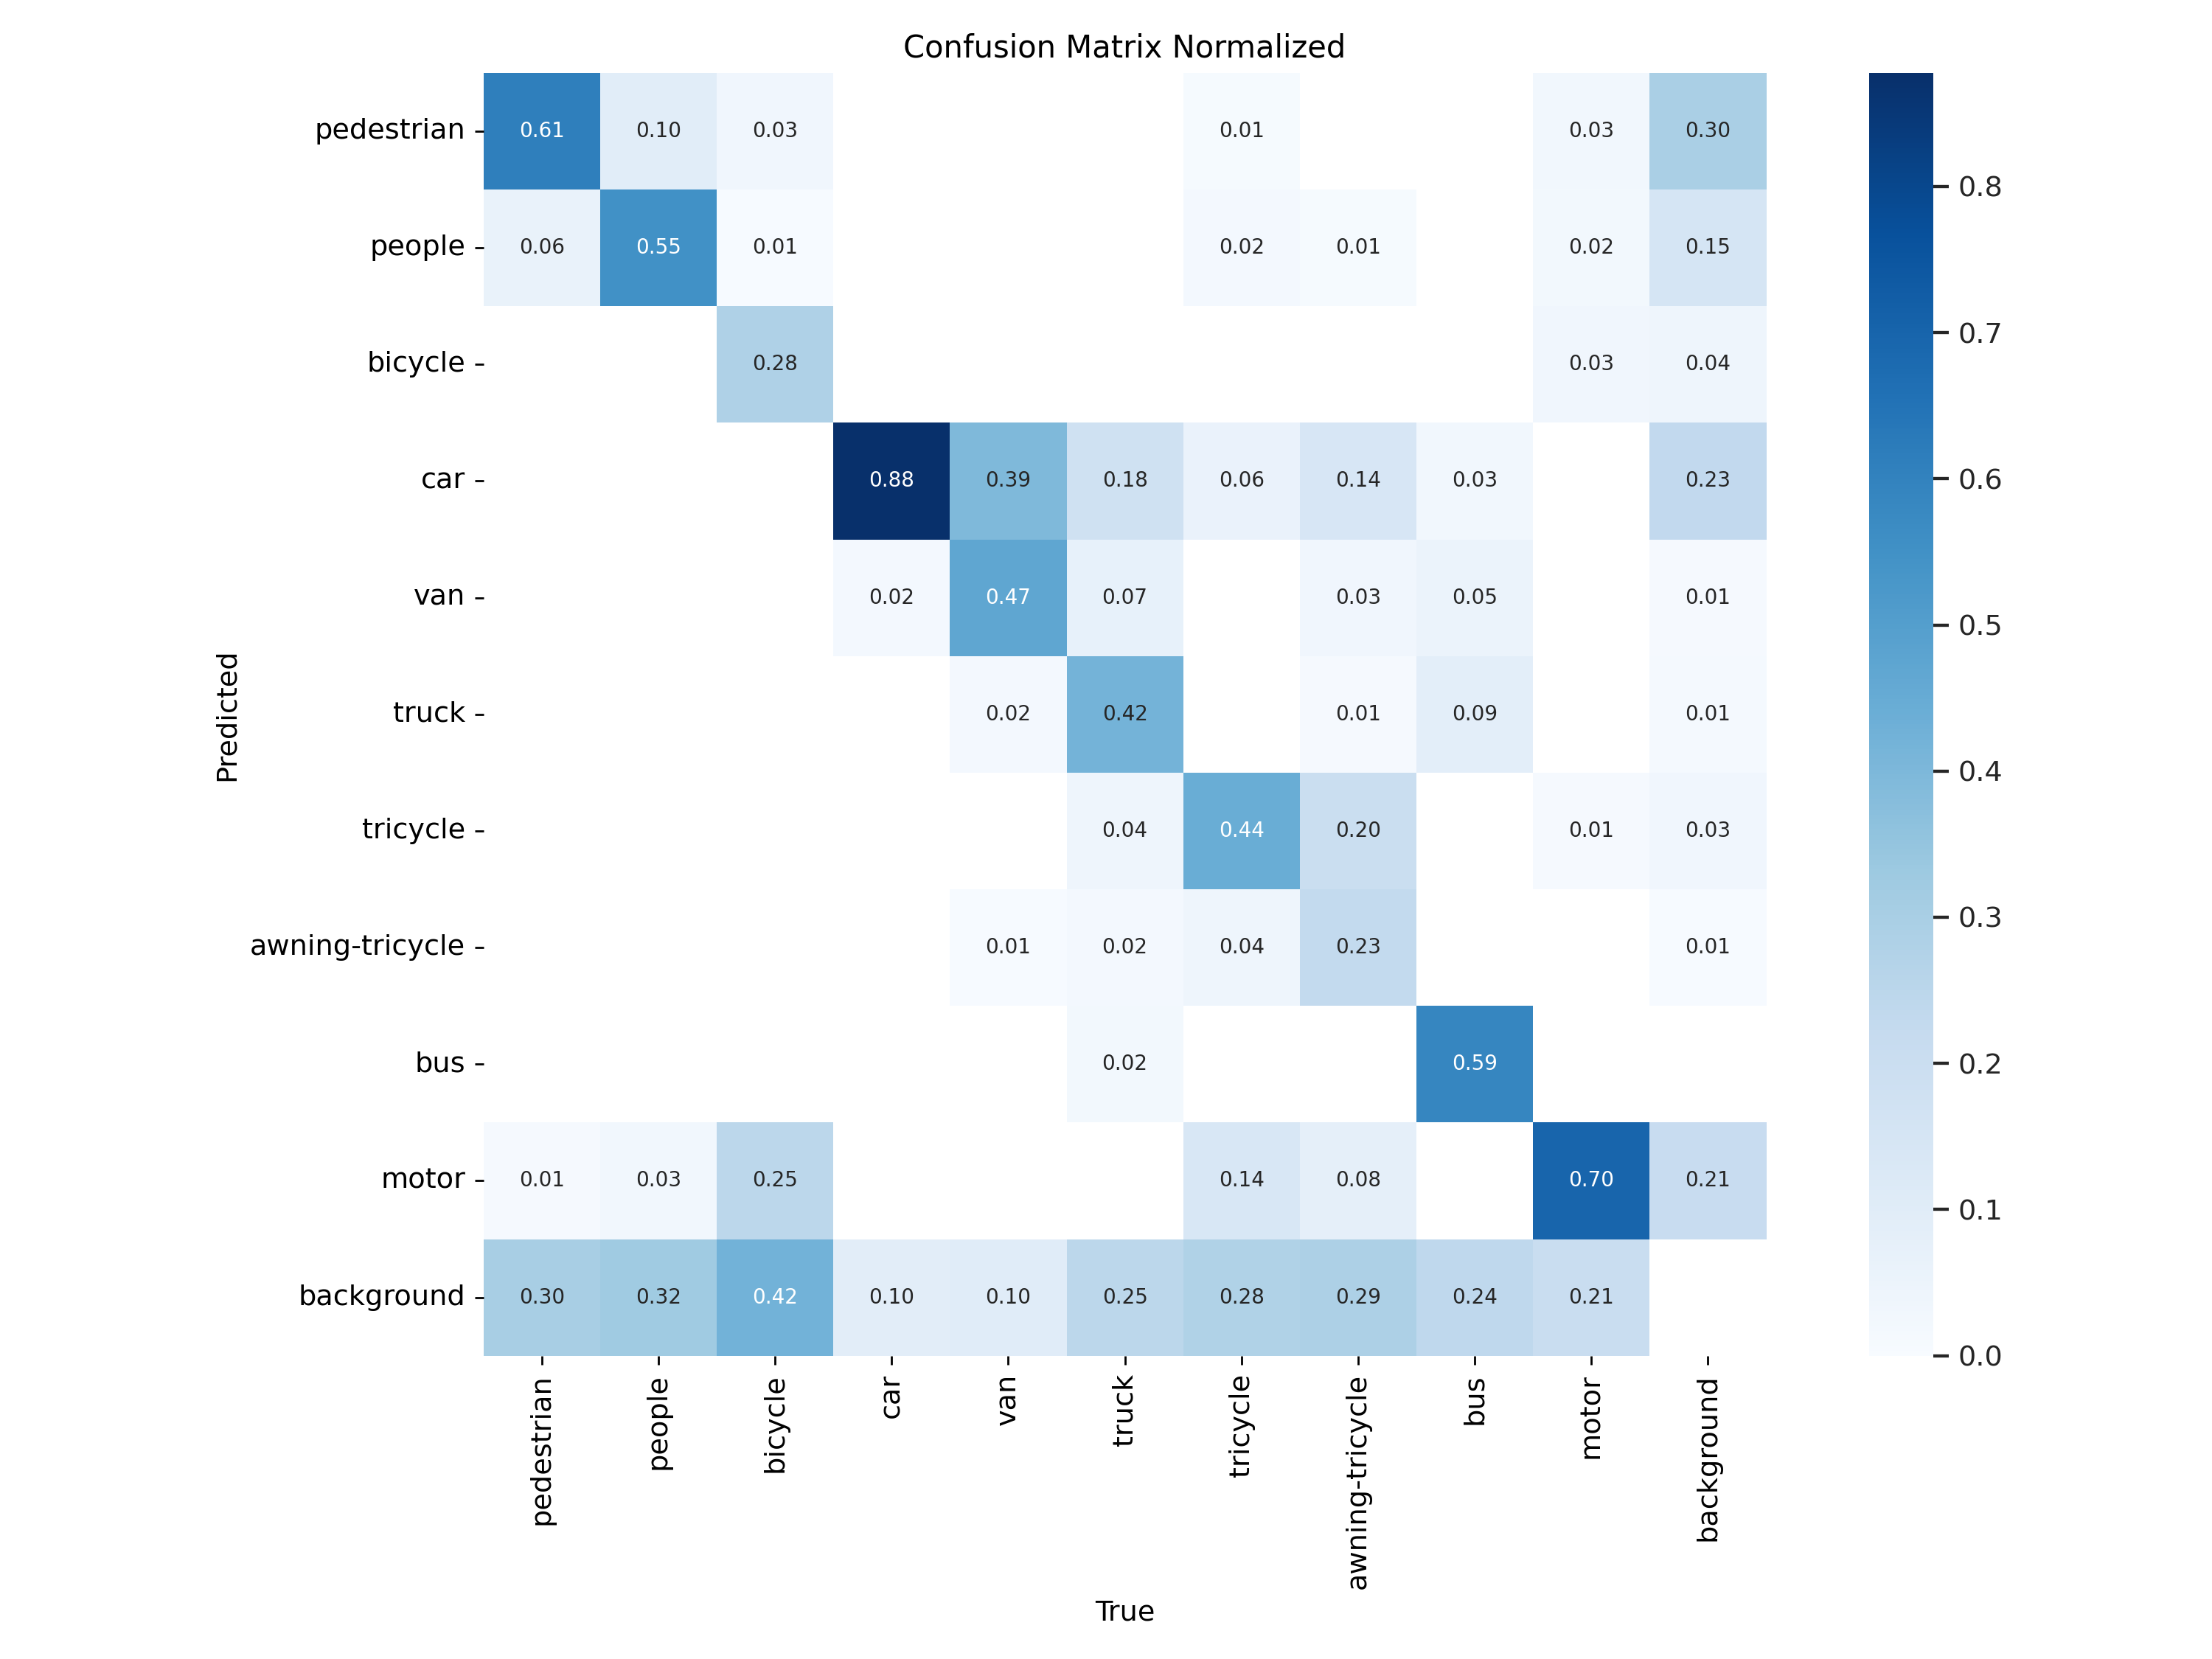 Confusion Matrix Normalized
pedestrian 0.61 0.10 0.03 0.01 0.03 0.30
people 0.06 0.55 0.01 0.02 0.01 0.02 0.15
bicycle 0.28 0.03 0.04
car 0.88 0.39 0.18 0.06 0.14 0.03 0.23
van 0.02 0.47 0.07 0.03 0.05 0.01
truck 0.02 0.42 0.01 0.09 0.01
tricycle 0.04 0.44 0.20 0.01 0.03
awning-tricycle 0.01 0.02 0.04 0.23 0.01
bus 0.02 0.59
motor 0.01 0.03 0.25 0.14 0.08 0.70 0.21
background 0.30 0.32 0.42 0.10 0.10 0.25 0.28 0.29 0.24 0.21
Predicted
pedestrian
people
bicycle
car
van
truck
tricycle
awning-tricycle
bus
motor
background
True
0.8
0.7
0.6
0.5
0.4
0.3
0.2
0.1
0.0